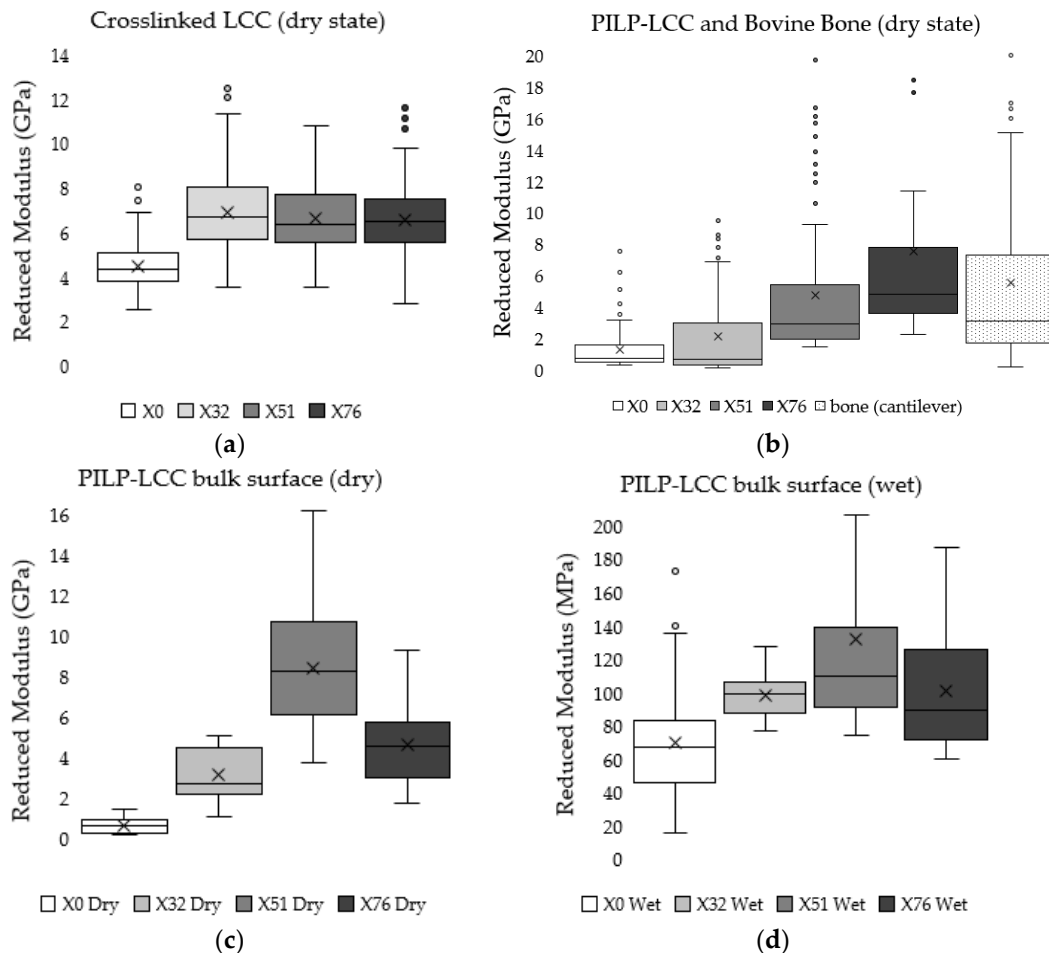 Crosslinked LCC (dry state)
Reduced Modulus (GPa)
14
12
10
8
6
4
2
0
X0 X32 X51 X76
(a)
PILP-LCC and Bovine Bone (dry state)
Reduced Modulus (GPa)
20
18
16
14
12
10
8
6
4
2
0
X0 X32 X51 X76 bone (cantilever)
(b)
PILP-LCC bulk surface (dry)
Reduced Modulus (GPa)
16
14
12
10
8
6
4
2
0
X0 Dry X32 Dry X51 Dry X76 Dry
(c)
PILP-LCC bulk surface (wet)
Reduced Modulus (MPa)
200
180
160
140
120
100
80
60
40
20
0
X0 Wet X32 Wet X51 Wet X76 Wet
(d)